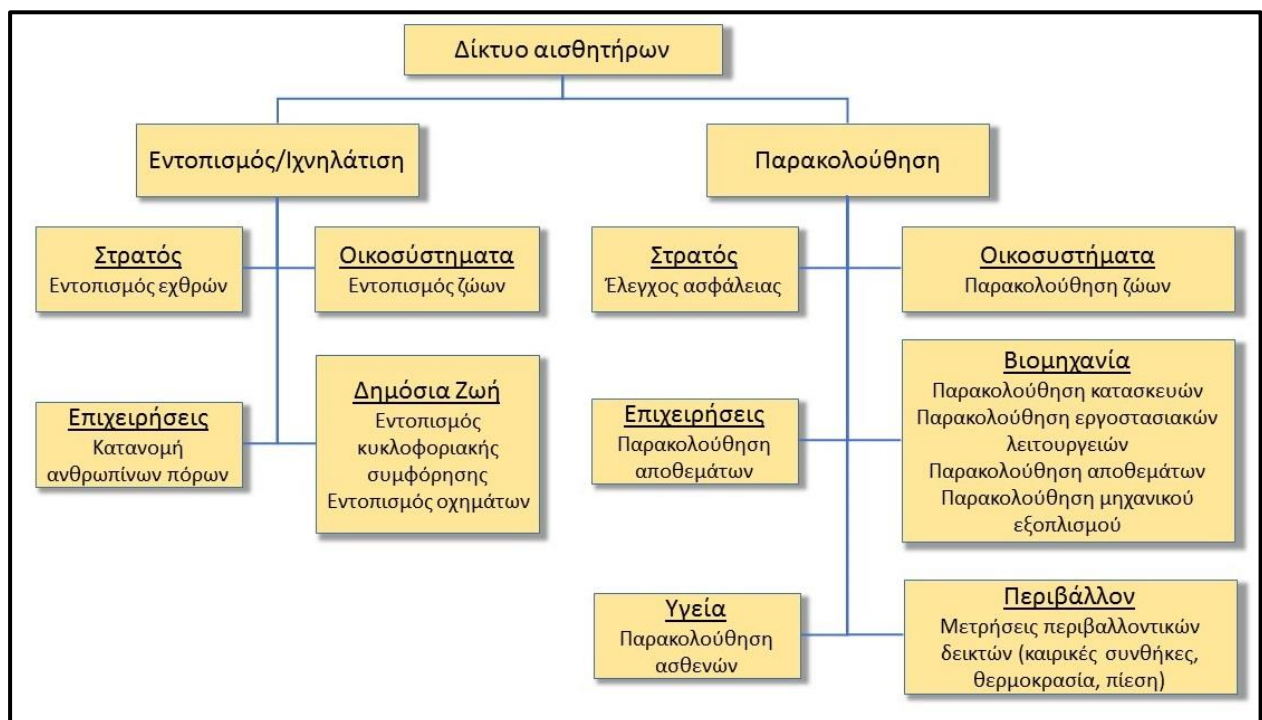 Δίκτυο αισθητήρων
Εντοπισμός/Ιχνηλάτιση
Στρατός
Εντοπισμός εχθρών
Οικοσύστηματα
Εντοπισμός ζώων
Επιχειρήσεις
Κατανομή
ανθρωπίνων πόρων
Δημόσια Ζωή
Εντοπισμός
κυκλοφοριακής
συμφόρησης
Εντοπισμός οχημάτων
Παρακολούθηση
Στρατός
Έλεγχος ασφάλειας
Οικοσυστήματα
Παρακολούθηση ζώων
Επιχειρήσεις
Παρακολούθηση
αποθεμάτων
Βιομηχανία
Παρακολούθηση κατασκευών
Παρακολούθηση εργοστασιακών
λειτουργειών
Παρακολούθηση αποθεμάτων
Παρακολούθηση μηχανικού
εξοπλισμού
Υγεία
Παρακολούθηση
ασθενών
Περιβάλλον
Μετρήσεις περιβαλλοντικών
δεικτών (καιρικές συνθήκες,
θερμοκρασία, πίεση)